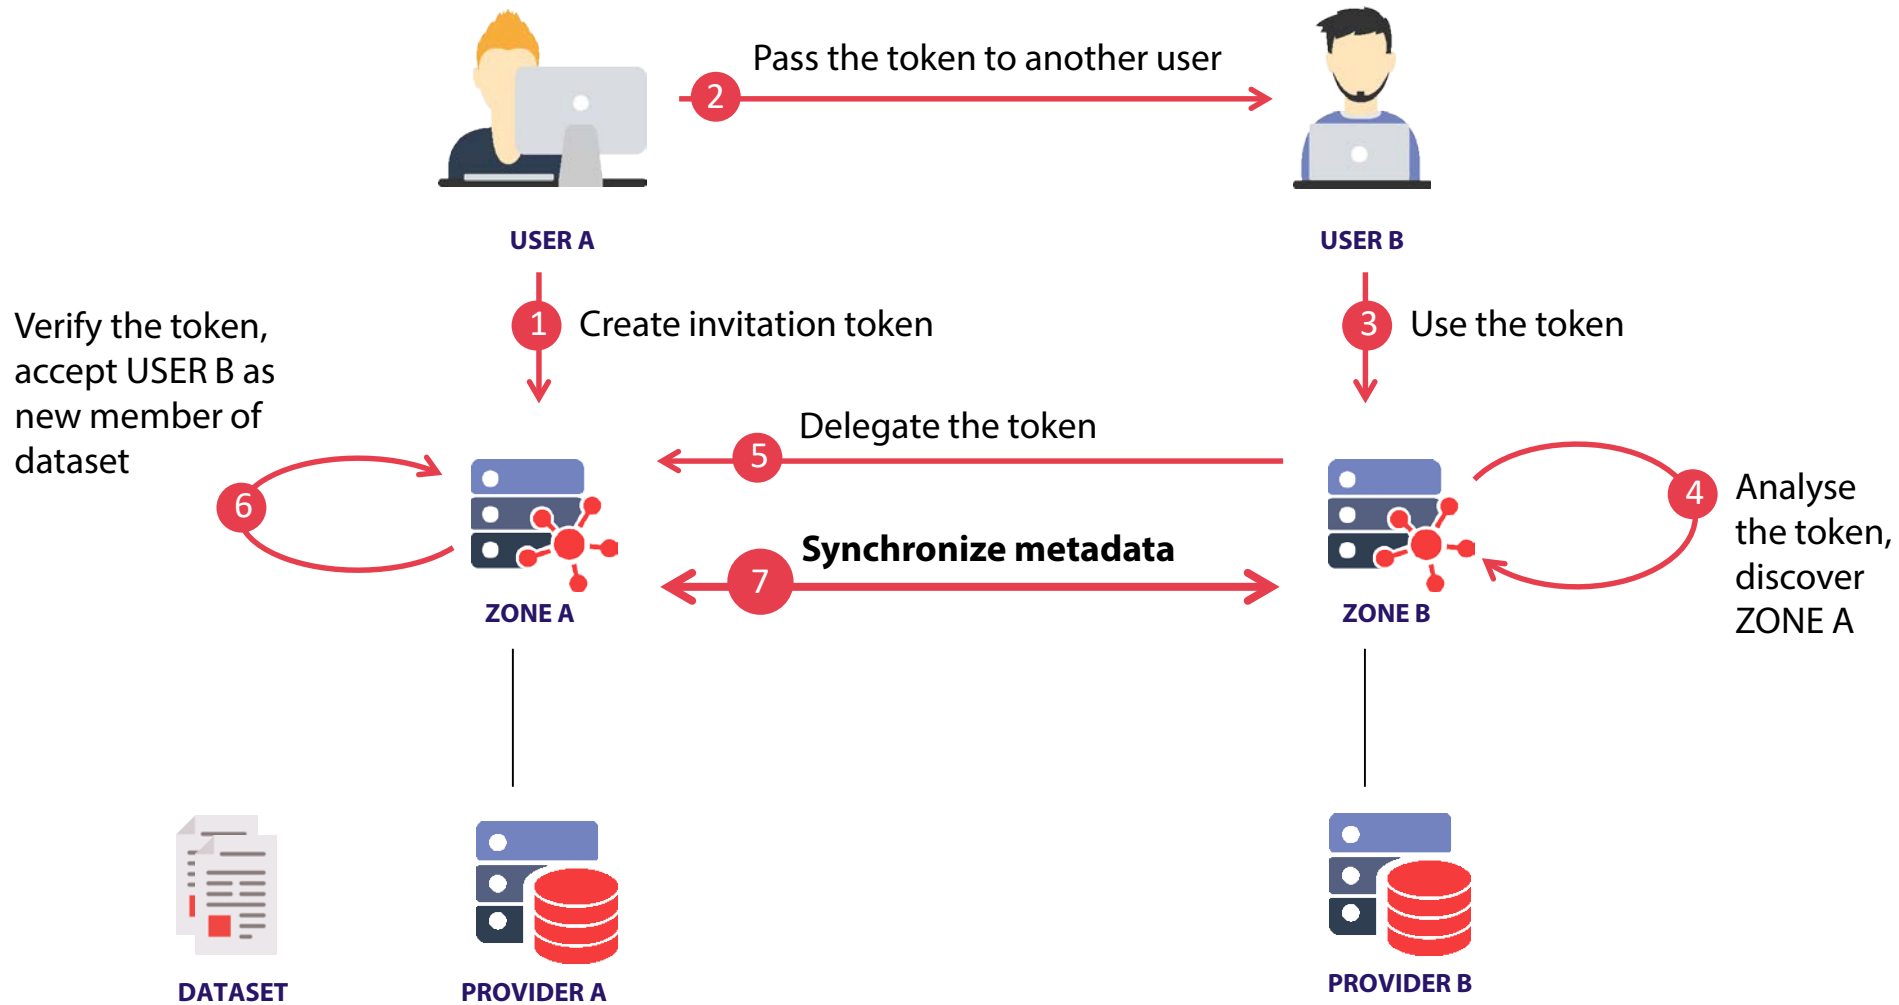 Pass the token to another user
2
USER A
USER B
1
Create invitation token
3
Use the token
Verify the token,
accept USER B as
new member of
dataset
Delegate the token
5
6
4
Analyse
the token,
discover
ZONE A
Synchronize metadata
7
ZONE A
ZONE B
DATASET
PROVIDER A
PROVIDER B